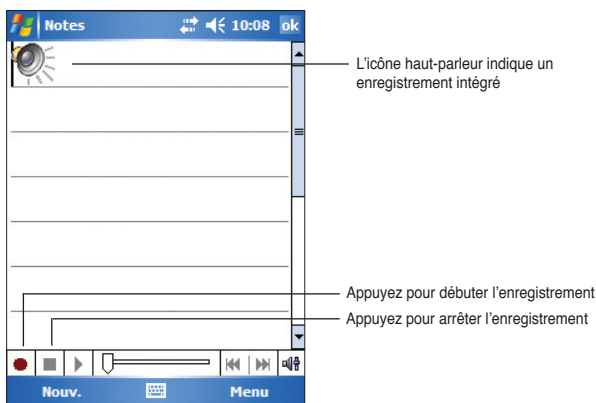 Notes 10:08 ok
L'icône haut-parleur indique un
enregistrement intégré
Appuyez pour débuter l'enregistrement
Appuyez pour arrêter l'enregistrement
Nouv. Menu